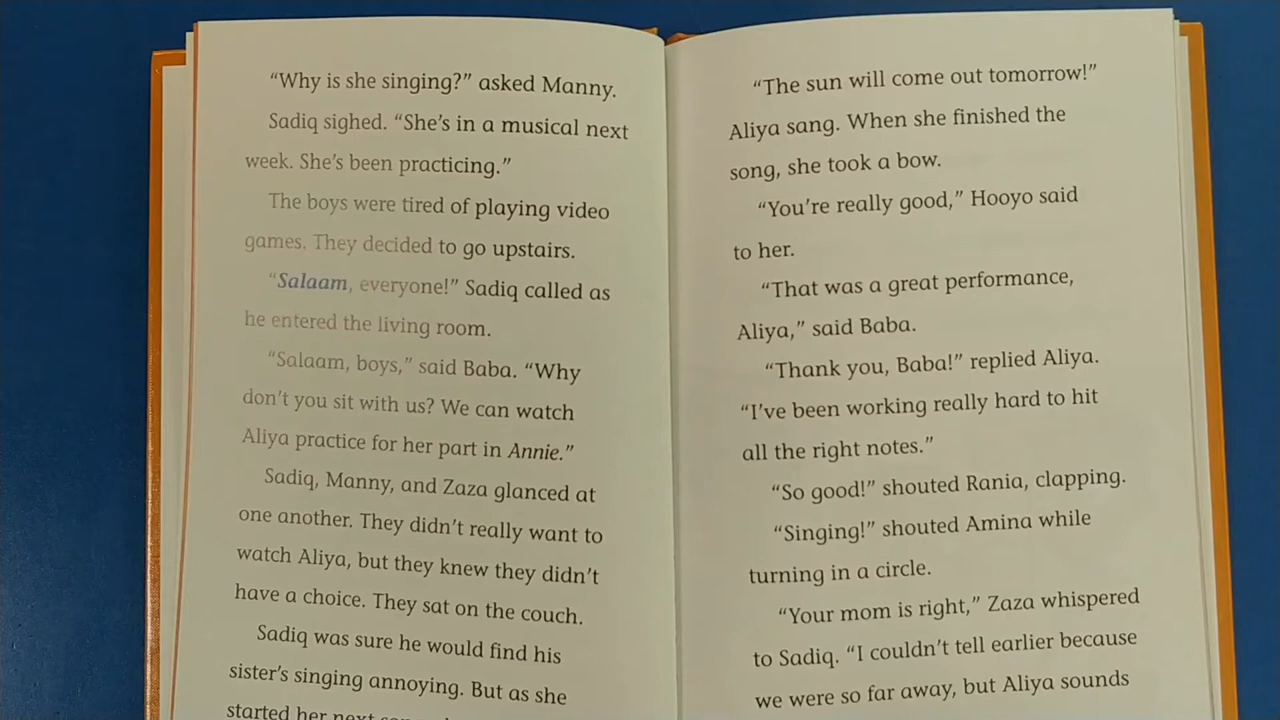 “Why is she singing?” asked Manny.
Sadiq sighed. “She’s in a musical next
week. She’s been practicing.”
The boys were tired of playing video
games. They decided to go upstairs.
“Salaam, everyone!” Sadiq called as
he entered the living room.
“Salaam, boys,” said Baba. “Why
don’t you sit with us? We can watch
Aliya practice for her part in Annie.”
Sadiq, Manny, and Zaza glanced at
one another. They didn’t really want to
watch Aliya, but they knew they didn’t
have a choice. They sat on the couch.
Sadiq was sure he would find his
sister’s singing annoying. But as she
started her next
“The sun will come out tomorrow!”
Aliya sang. When she finished the
song, she took a bow.
“You’re really good,” Hooyo said
to her.
“That was a great performance,
Aliya,” said Baba.
“Thank you, Baba!” replied Aliya.
“I’ve been working really hard to hit
all the right notes.”
“So good!” shouted Rania, clapping.
“Singing!” shouted Amina while
turning in a circle.
“Your mom is right,” Zaza whispered
to Sadiq. “I couldn’t tell earlier because
we were so far away, but Aliya sounds